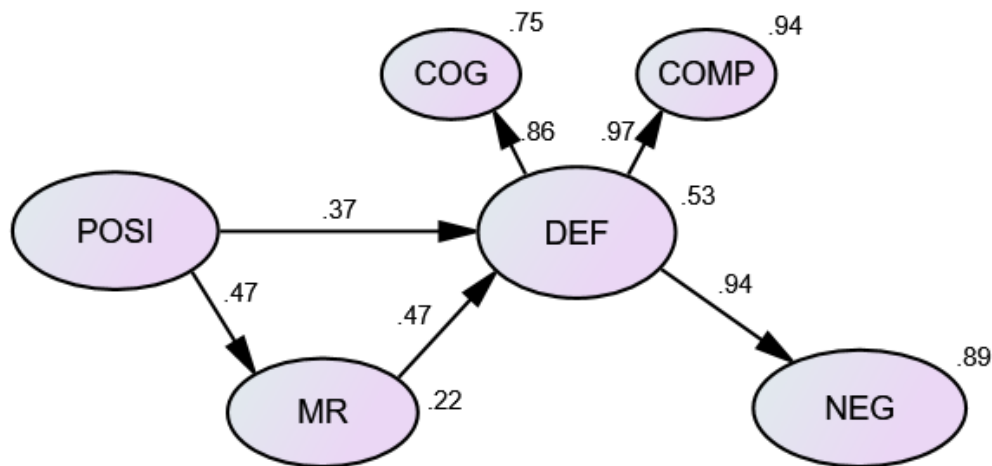 .75
.94
COG
COMP
.86
.97
.53
POSI
.37
DEF
.47
.47
.94
MR
.22
NEG
.89